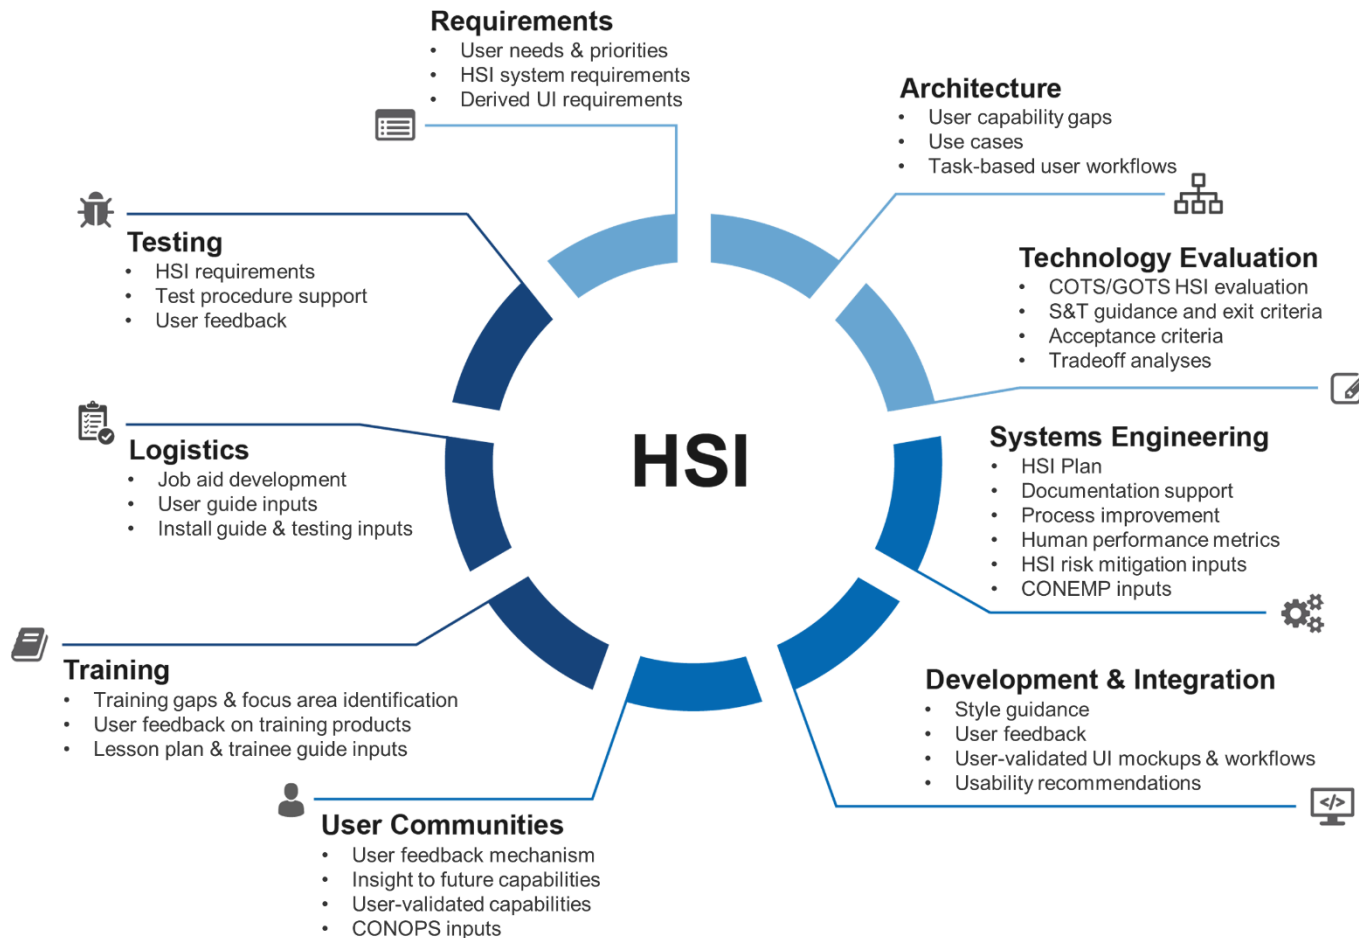 Requirements
• User needs & priorities
• HSI system requirements
• Derived UI requirements
Architecture
• User capability gaps
• Use cases
• Task-based user workflows
Technology Evaluation
• COTS/GOTS HSI evaluation
• S&T guidance and exit criteria
• Acceptance criteria
• Tradeoff analyses
Systems Engineering
• HSI Plan
• Documentation support
• Process improvement
• Human performance metrics
• HSI risk mitigation inputs
• CONEMP inputs
Development & Integration
• Style guidance
• User feedback
• User-validated UI mockups & workflows
• Usability recommendations
</>
User Communities
• User feedback mechanism
• Insight to future capabilities
• User-validated capabilities
• CONOPS inputs
Training
• Training gaps & focus area identification
• User feedback on training products
• Lesson plan & trainee guide inputs
Logistics
• Job aid development
• User guide inputs
• Install guide & testing inputs
Testing
• HSI requirements
• Test procedure support
• User feedback
HSI